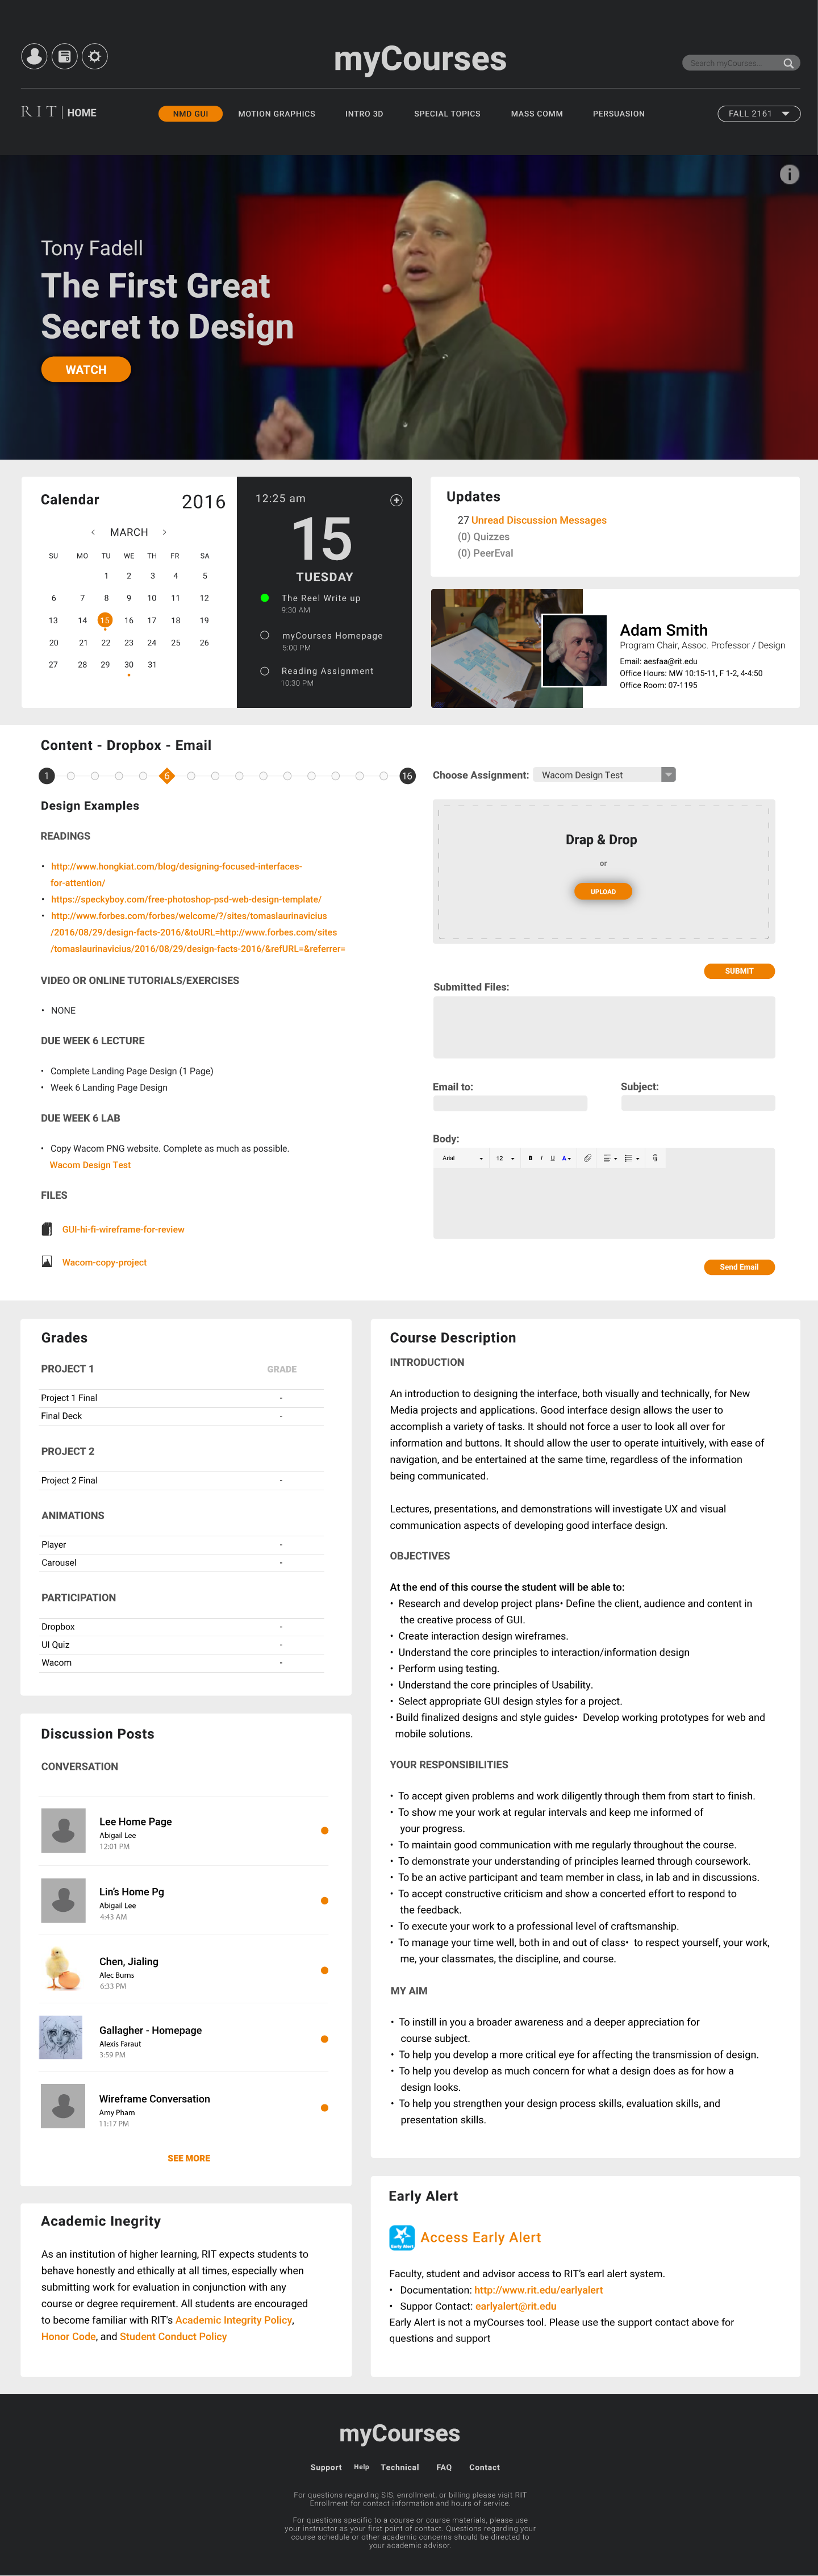 myCourses
Search myCourses
RIT | HOME
NMD GUI
MOTION GRAPHICS
INTRO 3D
SPECIAL TOPICS
MASS COMM
PERSUASION
FALL 2161
i
Tony Fadell
The First Great
Secret to Design
WATCH
Calendar
2016
< MARCH >
SU MO TU WE TH FR SA
1 2 3 4 5
6 7 8 9 10 11 12
13 14 15 16 17 18 19
20 21 22 23 24 25 26
27 28 29 30 31
12:25 am
15
TUESDAY
The Reel Write up
9:30 AM
myCourses Homepage
5:00 PM
Reading Assignment
10:30 PM
Updates
27 Unread Discussion Messages
(0) Quizzes
(0) PeerEval
Adam Smith
Program Chair, Assoc. Professor / Design
Email: aesfaa@rit.edu
Office Hours: MW 10:15-11, F 1-2, 4-4:50
Office Room: 07-1195
Content - Dropbox - Email
1 6 16
Design Examples
READINGS
• http://www.hongkiat.com/blog/designing-focused-interfaces-
for-attention/
• https://speckyboy.com/free-photoshop-psd-web-design-template/
• http://www.forbes.com/forbes/welcome/?/sites/tomaslaurinavicius
/2016/08/29/design-facts-2016/&toURL=http://www.forbes.com/sites
/tomaslaurinavicius/2016/08/29/design-facts-2016/&refURL=&referrer=
VIDEO OR ONLINE TUTORIALS/EXERCISES
• NONE
DUE WEEK 6 LECTURE
• Complete Landing Page Design (1 Page)
• Week 6 Landing Page Design
DUE WEEK 6 LAB
• Copy Wacom PNG website. Complete as much as possible.
Wacom Design Test
FILES
GUI-hi-fi-wireframe-for-review
Wacom-copy-project
Choose Assignment: Wacom Design Test
Drap & Drop
or
UPLOAD
SUBMIT
Submitted Files:
Email to:
Subject:
Body:
Arial 12 B I U A
Send Email
Grades
PROJECT 1 GRADE
Project 1 Final -
Final Deck -
PROJECT 2
Project 2 Final -
ANIMATIONS
Player -
Carousel -
PARTICIPATION
Dropbox -
UI Quiz -
Wacom -
Discussion Posts
CONVERSATION
Lee Home Page
Abigail Lee
12:01 PM
Lin's Home Pg
Abigail Lee
4:43 AM
Chen, Jialing
Alec Burns
6:33 PM
Gallagher - Homepage
Alexis Faraut
3:59 PM
Wireframe Conversation
Amy Pham
11:17 PM
SEE MORE
Academic Inegrity
As an institution of higher learning, RIT expects students to
behave honestly and ethically at all times, especially when
submitting work for evaluation in conjunction with any
course or degree requirement. All students are encouraged
to become familiar with RIT's Academic Integrity Policy,
Honor Code, and Student Conduct Policy
Course Description
INTRODUCTION
An introduction to designing the interface, both visually and technically, for New
Media projects and applications. Good interface design allows the user to
accomplish a variety of tasks. It should not force a user to look all over for
information and buttons. It should allow the user to operate intuitively, with ease of
navigation, and be entertained at the same time, regardless of the information
being communicated.
Lectures, presentations, and demonstrations will investigate UX and visual
communication aspects of developing good interface design.
OBJECTIVES
At the end of this course the student will be able to:
• Research and develop project plans• Define the client, audience and content in
the creative process of GUI.
• Create interaction design wireframes.
• Understand the core principles to interaction/information design
• Perform using testing.
• Understand the core principles of Usability.
• Select appropriate GUI design styles for a project.
• Build finalized designs and style guides• Develop working prototypes for web and
mobile solutions.
YOUR RESPONSIBILITIES
• To accept given problems and work diligently through them from start to finish.
• To show me your work at regular intervals and keep me informed of
your progress.
• To maintain good communication with me regularly throughout the course.
• To demonstrate your understanding of principles learned through coursework.
• To be an active participant and team member in class, in lab and in discussions.
• To accept constructive criticism and show a concerted effort to respond to
the feedback.
• To execute your work to a professional level of craftsmanship.
• To manage your time well, both in and out of class• to respect yourself, your work,
me, your classmates, the discipline, and course.
MY AIM
• To instill in you a broader awareness and a deeper appreciation for
course subject.
• To help you develop a more critical eye for affecting the transmission of design.
• To help you develop as much concern for what a design does as for how a
design looks.
• To help you strengthen your design process skills, evaluation skills, and
presentation skills.
Early Alert
Early Alert
Access Early Alert
Faculty, student and advisor access to RIT's earl alert system.
• Documentation: http://www.rit.edu/earlyalert
• Suppor Contact: earlyalert@rit.edu
Early Alert is not a myCourses tool. Please use the support contact above for
questions and support
myCourses
Support Help Technical FAQ Contact
For questions regarding SIS, enrollment, or billing please visit RIT
Enrollment for contact information and hours of service.
For questions specific to a course or course materials, please use
your instructor as your first point of contact. Questions regarding your
course schedule or other academic concerns should be directed to
your academic advisor.